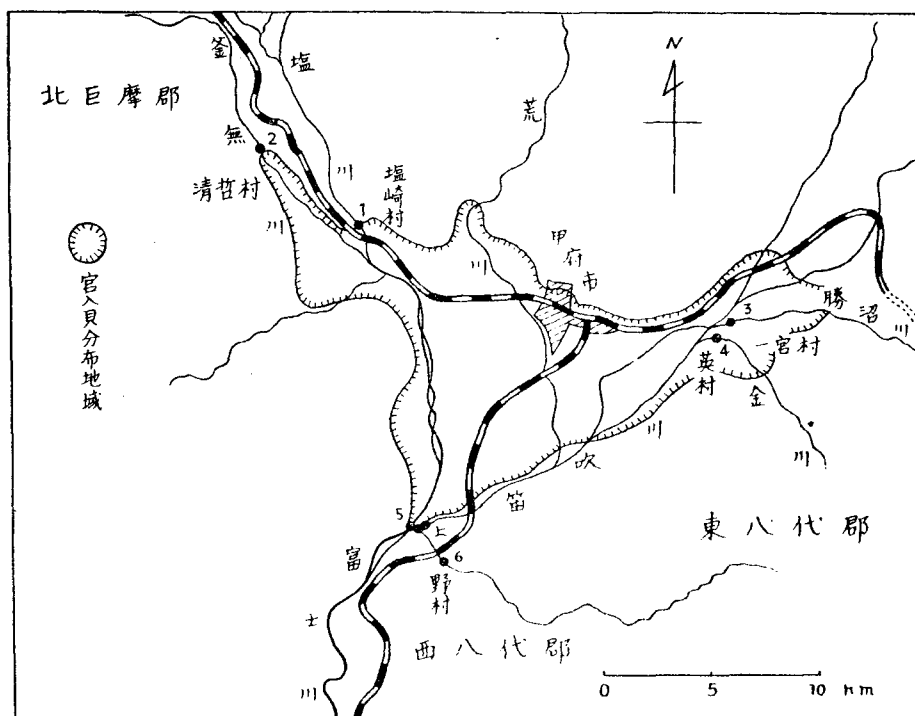 北巨摩郡
釜
無
川
塩
川
荒
川
N
2
清哲村
1
塩崎村
甲府市
宮入貝分布地域
勝沼
川
3
一宮村
4
英村
金
川
笛
吹
川
東八代郡
5
上
野村
6
富
士
川
西八代郡
0 5 10